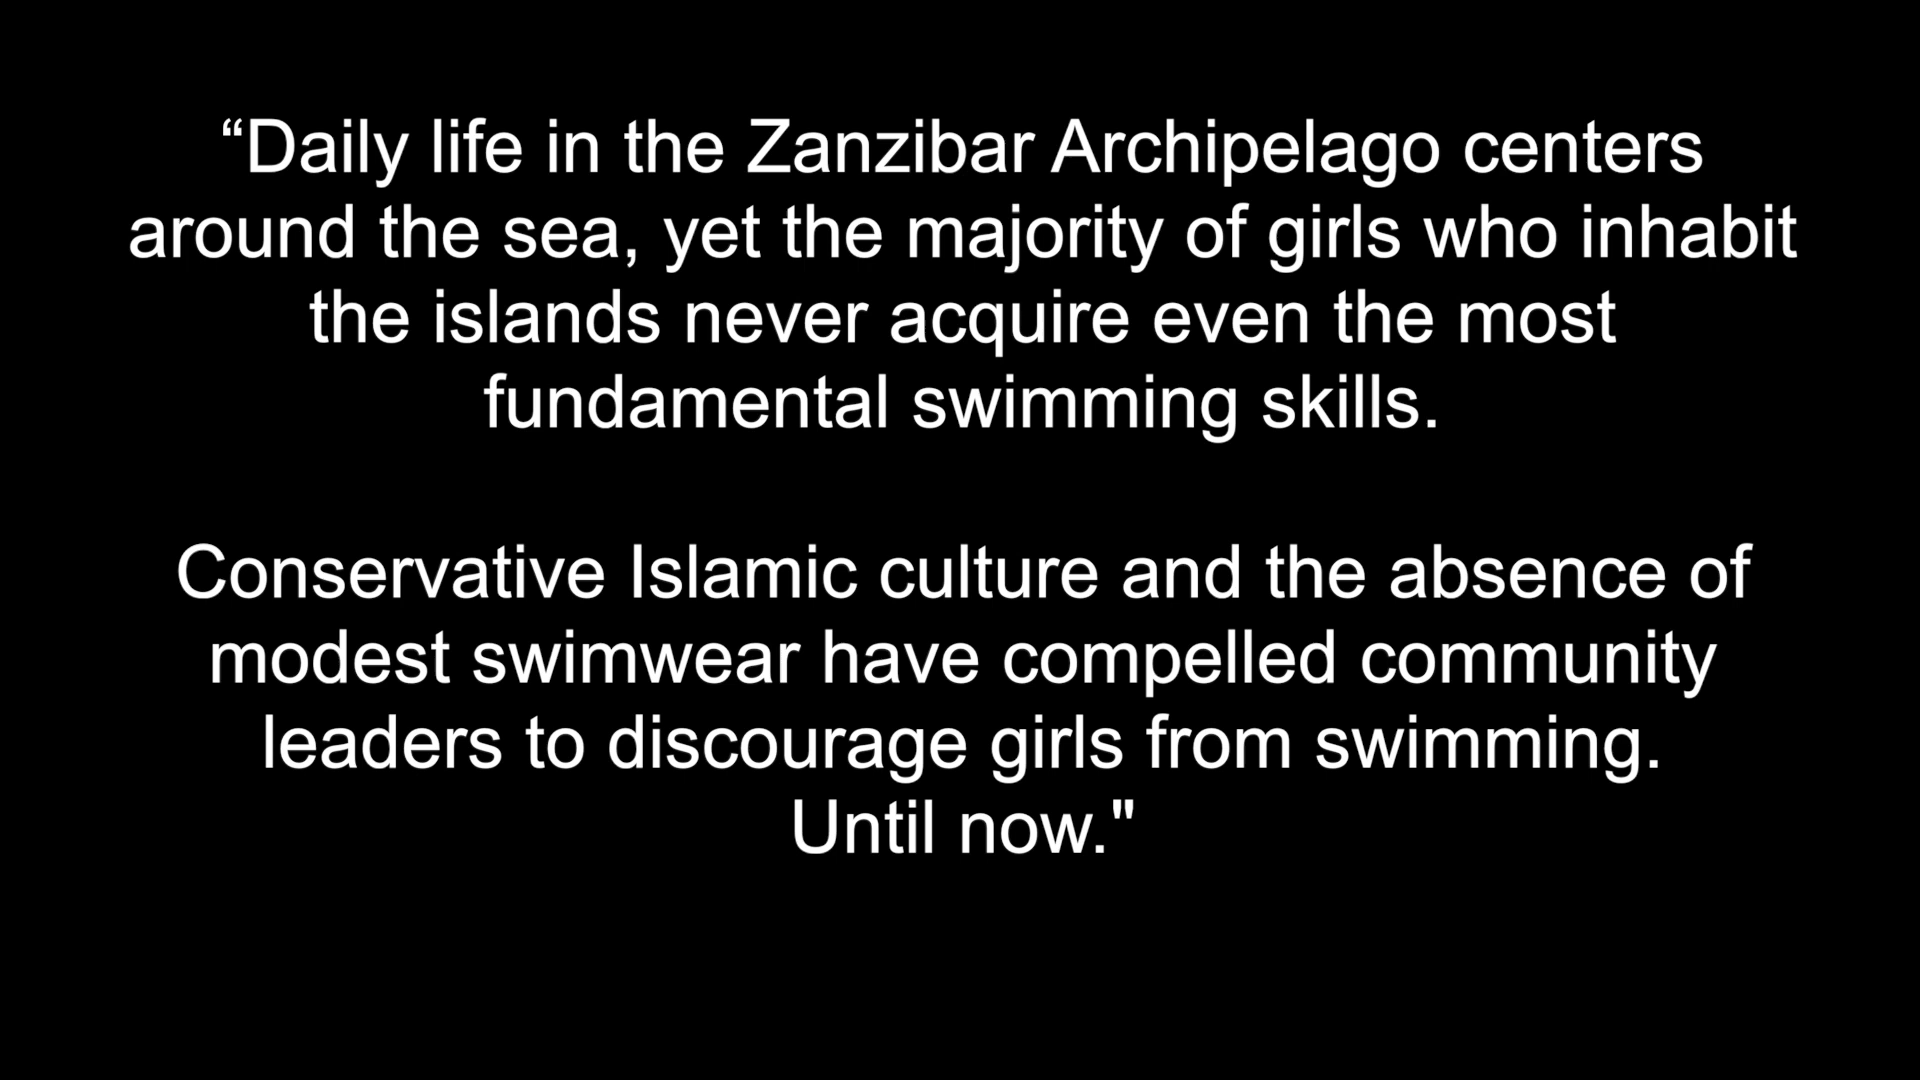 “Daily life in the Zanzibar Archipelago centers
around the sea, yet the majority of girls who inhabit
the islands never acquire even the most
fundamental swimming skills.
Conservative Islamic culture and the absence of
modest swimwear have compelled community
leaders to discourage girls from swimming.
Until now."